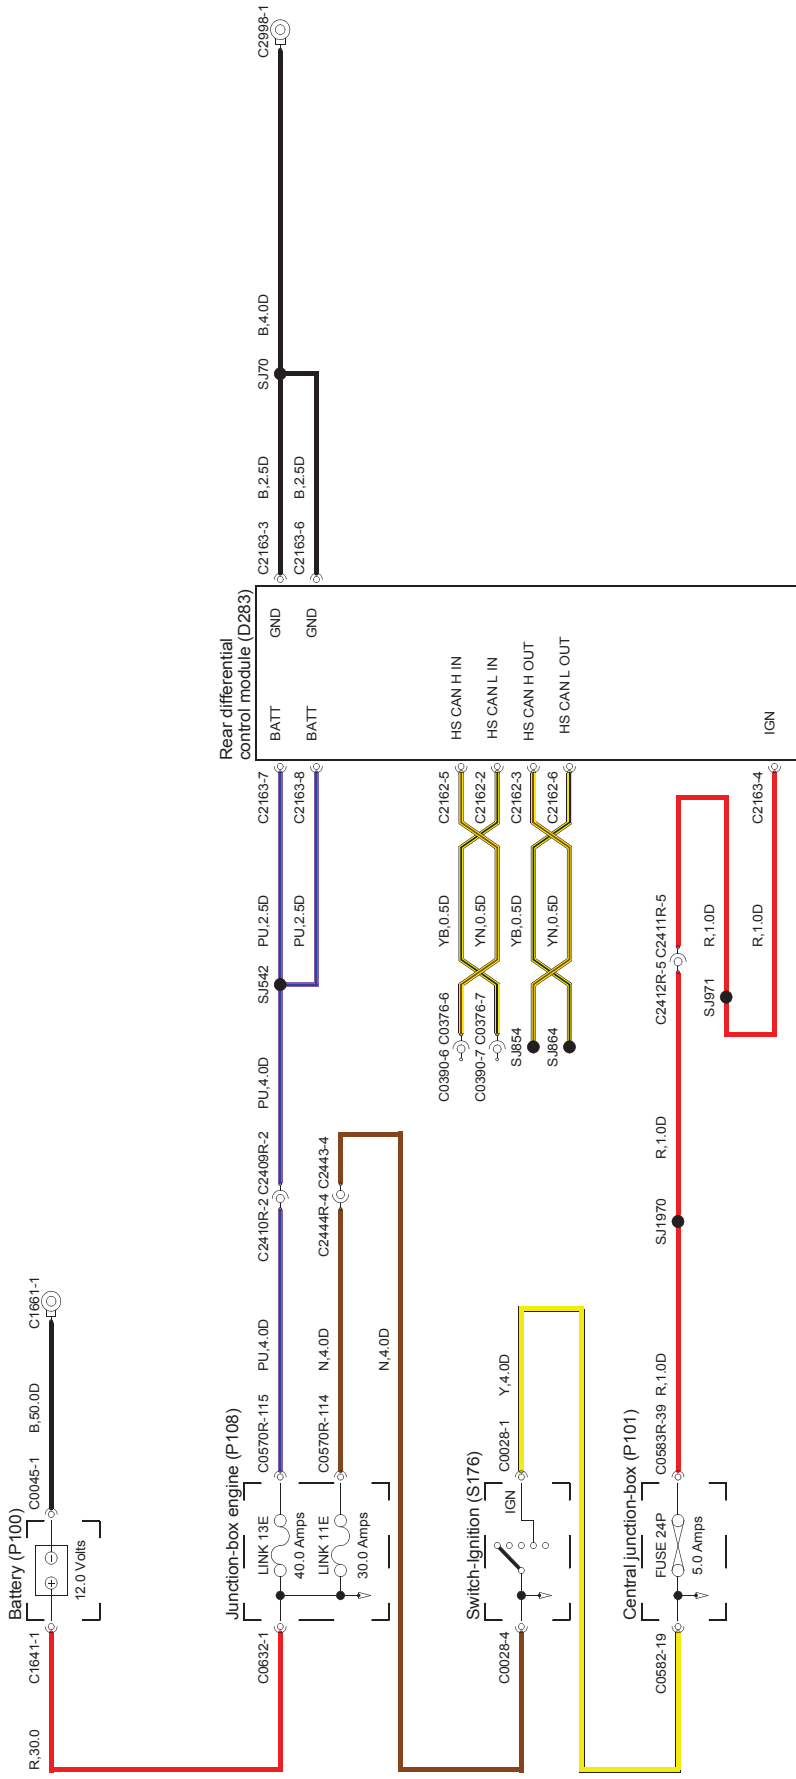 Battery (P100)
12.0 Volts
C1641-1
R,30.0
C0045-1
B,50.0D
C1661-1
Junction-box engine (P108)
C0632-1
LINK 13E
40.0 Amps
LINK 11E
30.0 Amps
C0570R-115
PU,4.0D
C2410R-2
C2409R-2
PU,4.0D
SJ542
PU,2.5D
PU,2.5D
C2163-7
C2163-8
C0570R-114
N,4.0D
C2444R-4
C2443-4
N,4.0D
Rear differential
control module (D283)
BATT
BATT
GND
GND
HS CAN H IN
HS CAN L IN
HS CAN H OUT
HS CAN L OUT
IGN
C2163-3
C2163-6
B,2.5D
B,2.5D
SJ70
B,4.0D
C2998-1
C0390-6
C0376-6
C0390-7
C0376-7
SJ854
SJ864
YB,0.5D
YN,0.5D
YB,0.5D
YN,0.5D
C2162-5
C2162-2
C2162-3
C2162-6
Switch-Ignition (S176)
C0028-4
IGN
C0028-1
Y,4.0D
Central junction-box (P101)
C0582-19
FUSE 24P
5.0 Amps
C0583R-39
R,1.0D
SJ1970
R,1.0D
C2412R-5
C2411R-5
SJ971
R,1.0D
R,1.0D
C2163-4